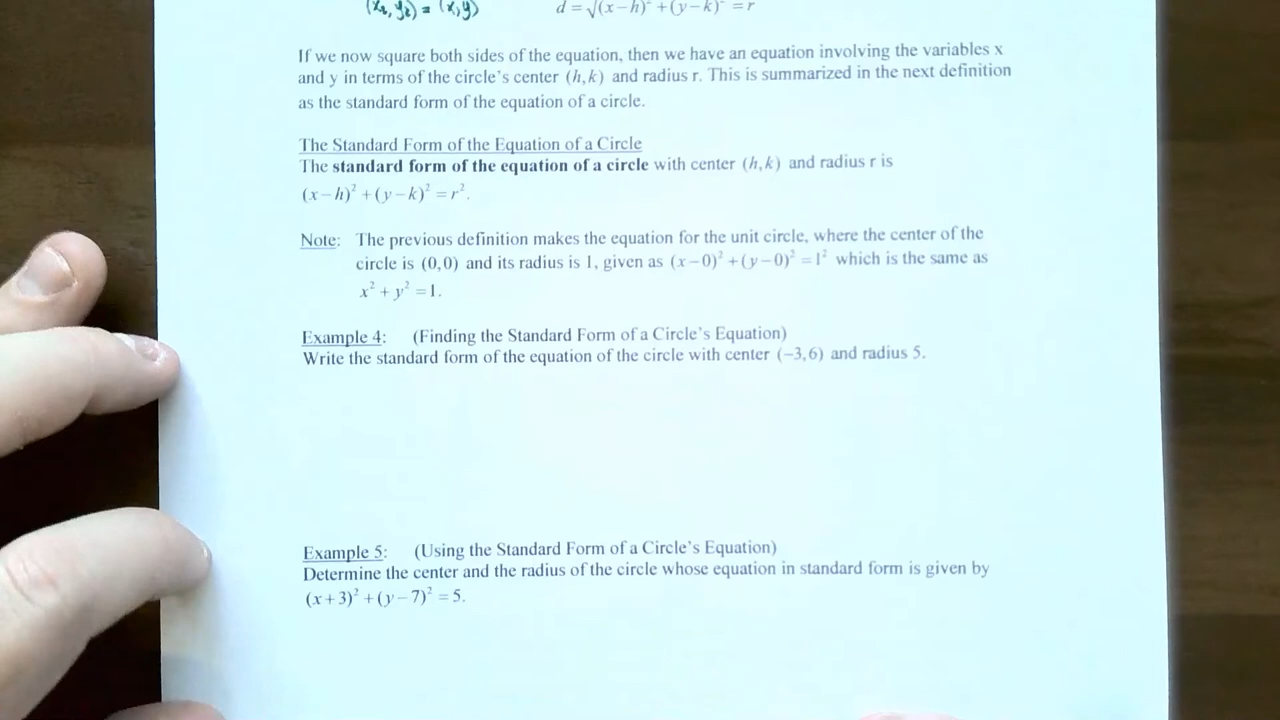 (x₂, y₂) = (x, y) d = √(x−h)² + (y−k)² = r
If we now square both sides of the equation, then we have an equation involving the variables x
and y in terms of the circle's center (h,k) and radius r. This is summarized in the next definition
as the standard form of the equation of a circle.
The Standard Form of the Equation of a Circle
The standard form of the equation of a circle with center (h,k) and radius r is
(x−h)² + (y−k)² = r².
Note: The previous definition makes the equation for the unit circle, where the center of the
circle is (0,0) and its radius is 1, given as (x−0)² + (y−0)² = 1² which is the same as
x² + y² = 1.
Example 4: (Finding the Standard Form of a Circle's Equation)
Write the standard form of the equation of the circle with center (−3,6) and radius 5.
Example 5: (Using the Standard Form of a Circle's Equation)
Determine the center and the radius of the circle whose equation in standard form is given by
(x+3)² + (y−7)² = 5.